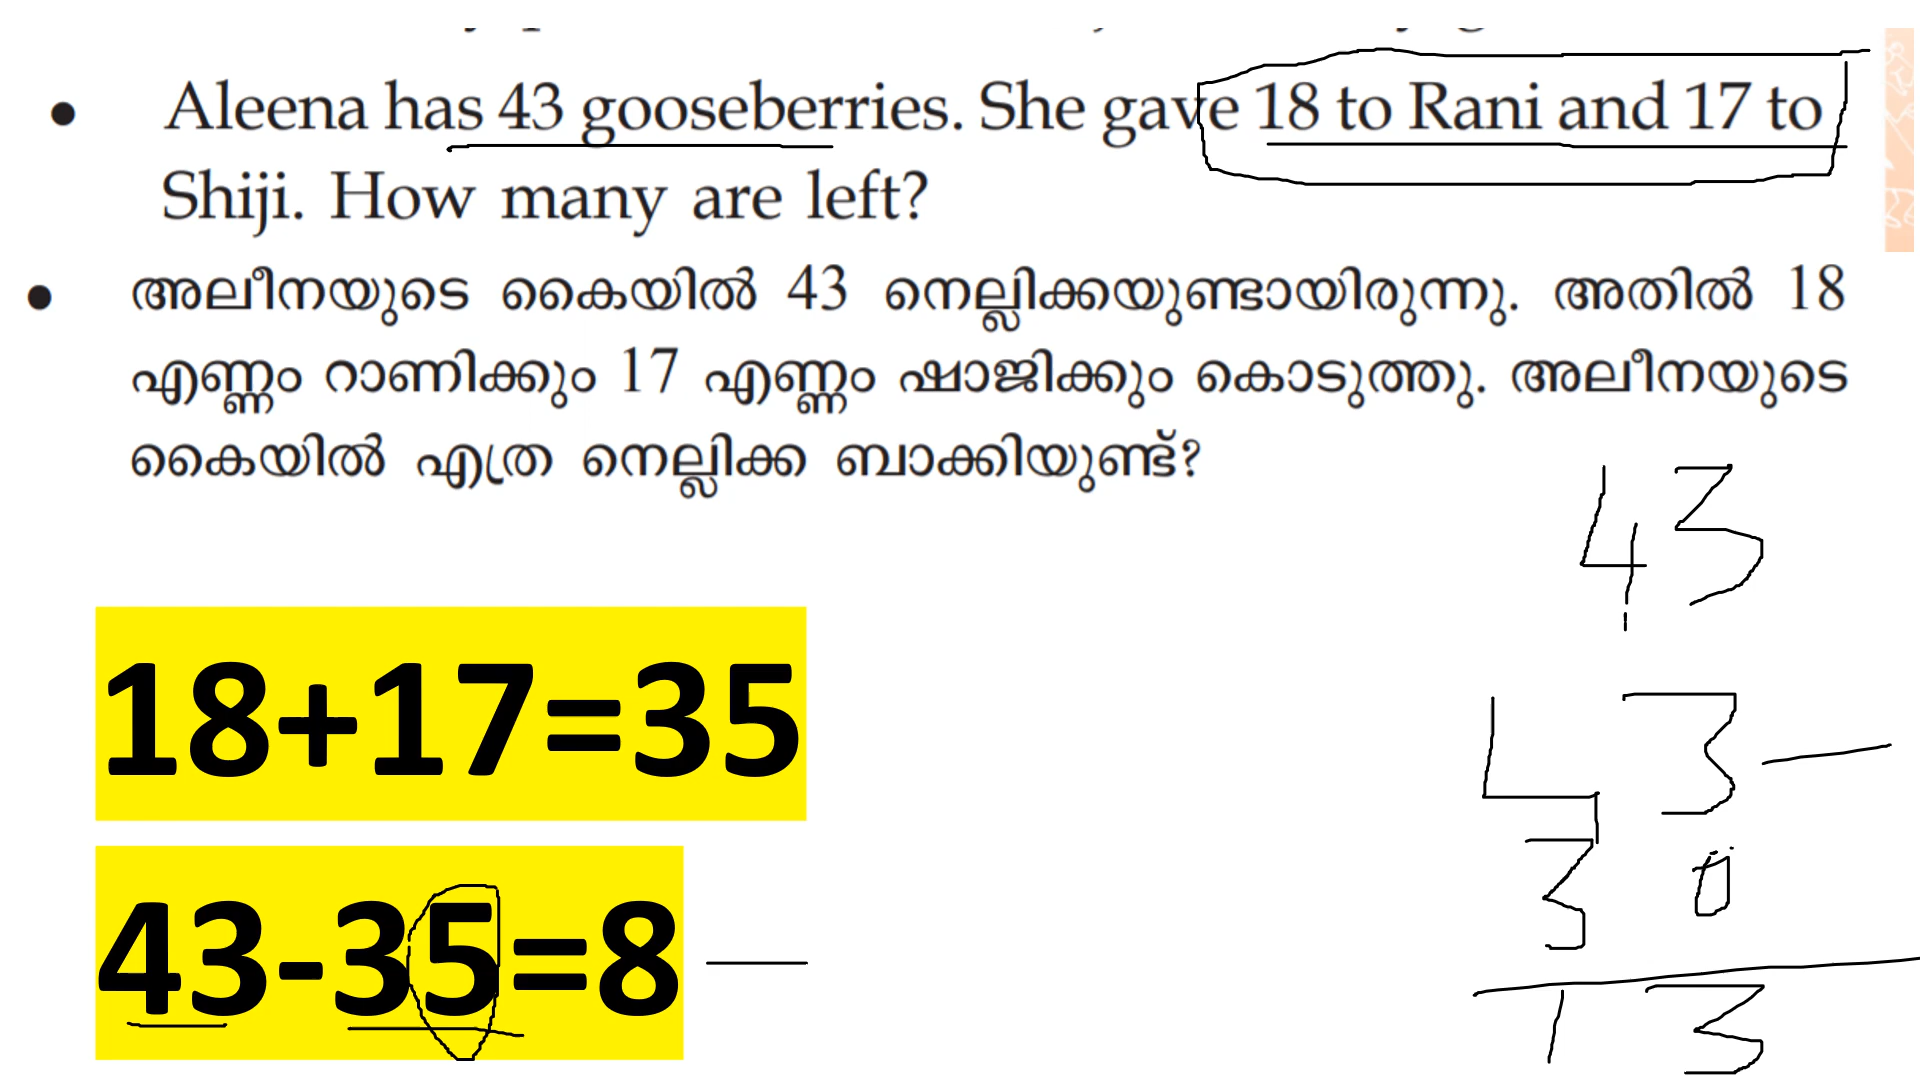 Aleena has 43 gooseberries. She gave 18 to Rani and 17 to
Shiji. How many are left?
അലീനയുടെ കൈയിൽ 43 നെല്ലിക്കയുണ്ടായിരുന്നു. അതിൽ 18
എണ്ണം റാണിക്കും 17 എണ്ണം ഷാജിക്കും കൊടുത്തു. അലീനയുടെ
കൈയിൽ എത്ര നെല്ലിക്ക ബാക്കിയുണ്ട്?
18+17=35
43-35=8
43
43 -
30
13